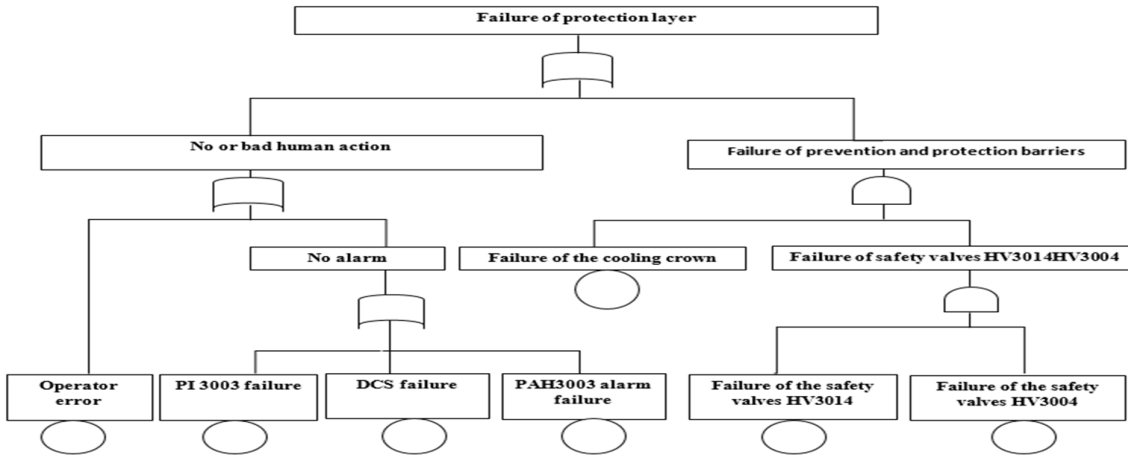 Failure of protection layer
No or bad human action
Failure of prevention and protection barriers
No alarm
Failure of the cooling crown
Failure of safety valves HV3014HV3004
Operator
error
PI 3003 failure
DCS failure
PAH3003 alarm
failure
Failure of the safety
valves HV3014
Failure of the safety
valves HV3004